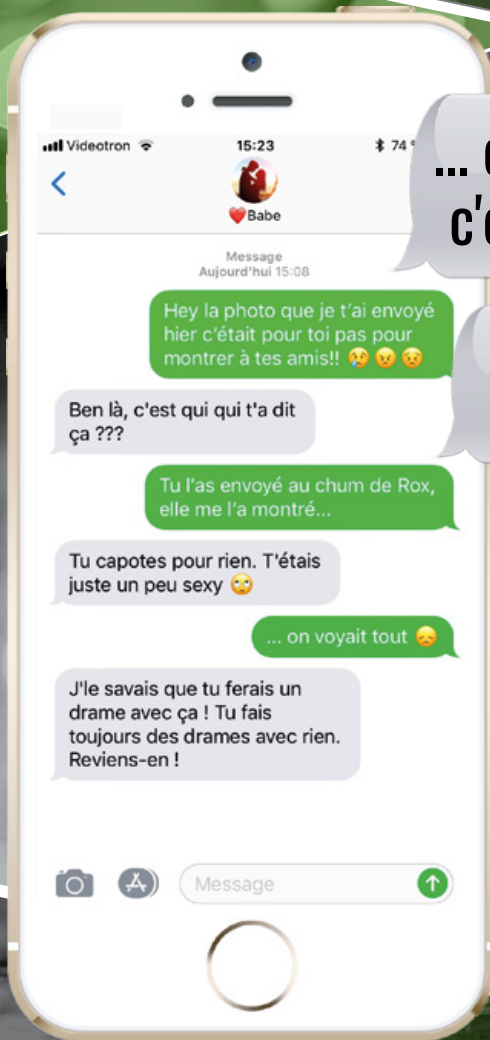 Videotron 15:23 74
... 
c'
Babe
Message
Aujourd'hui 15:08
Hey la photo que je t'ai envoyé
hier c'était pour toi pas pour
montrer à tes amis!! 😢😠😣
Ben là, c'est qui qui t'a dit
ça ???
Tu l'as envoyé au chum de Rox,
elle me l'a montré...
Tu capotes pour rien. T'étais
juste un peu sexy 🙄
... on voyait tout 😞
J'le savais que tu ferais un
drame avec ça ! Tu fais
toujours des drames avec rien.
Reviens-en !
Message